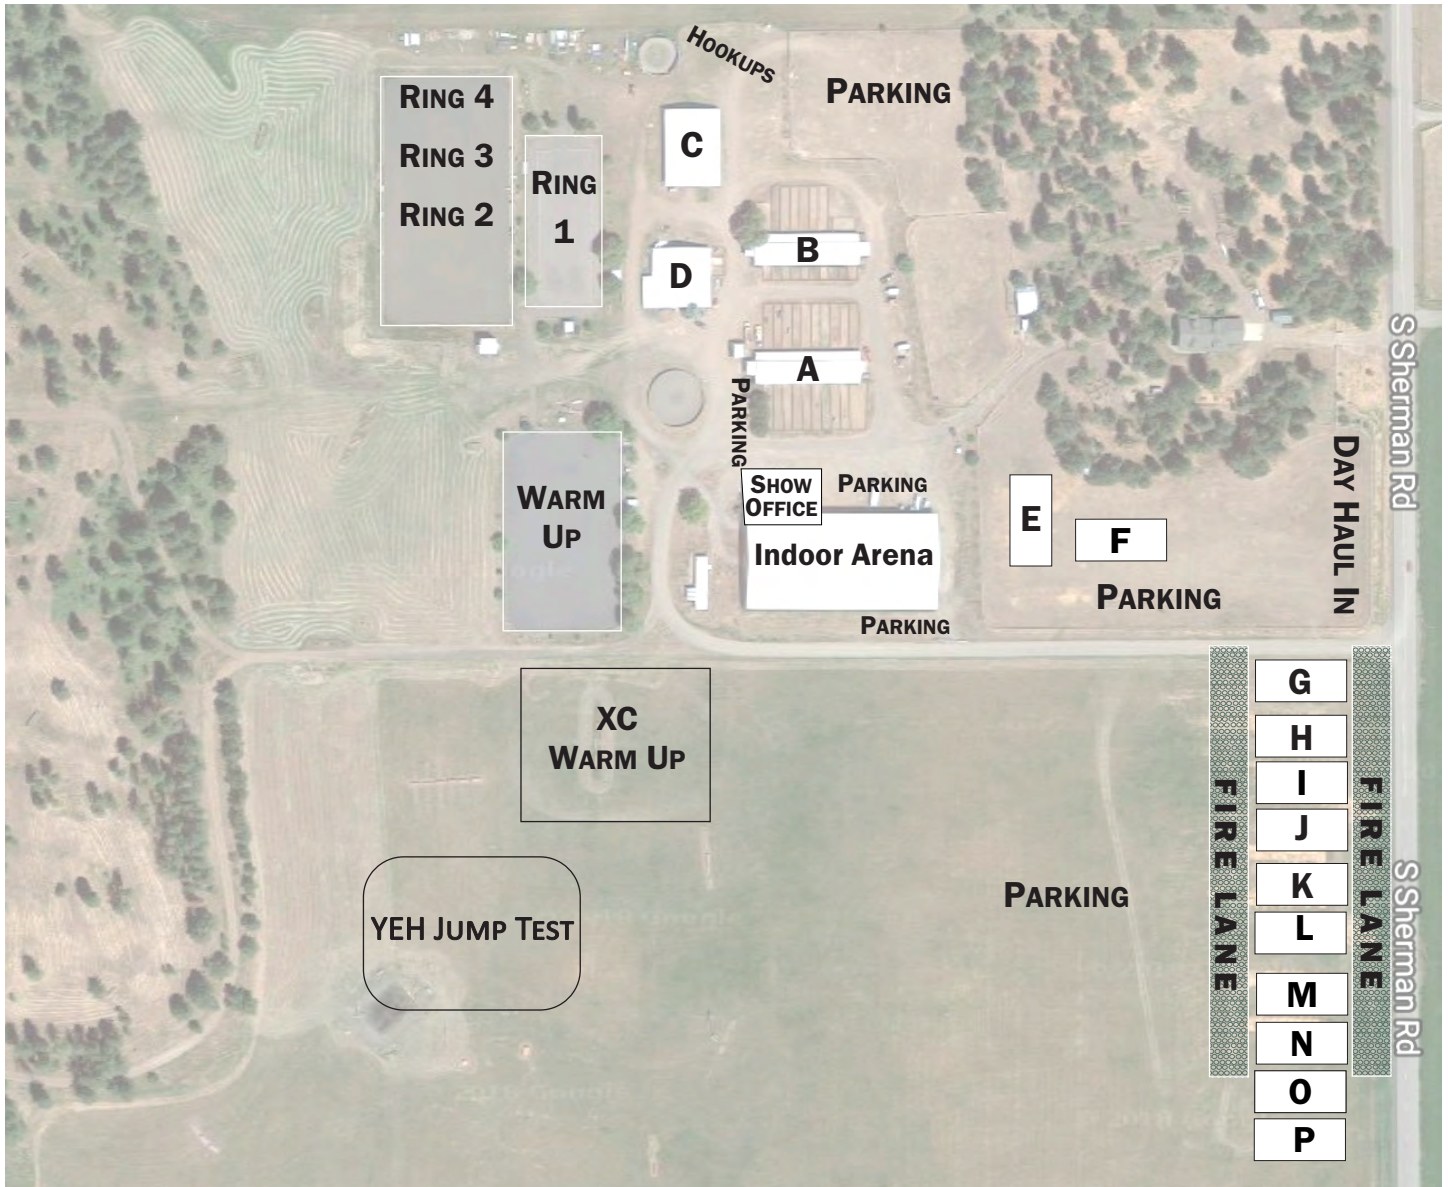 HOOKUPS
PARKING
RING 4
RING 3
RING 2
RING
1
C
B
D
A
PARKING
S Sherman Rd
SHOW
OFFICE
PARKING
Indoor Arena
PARKING
WARM
UP
E
F
PARKING
DAY HAUL IN
XC
WARM UP
YEH JUMP TEST
PARKING
FIRE LANE
G
H
I
J
K
L
M
N
O
P
FIRE LANE
S Sherman Rd